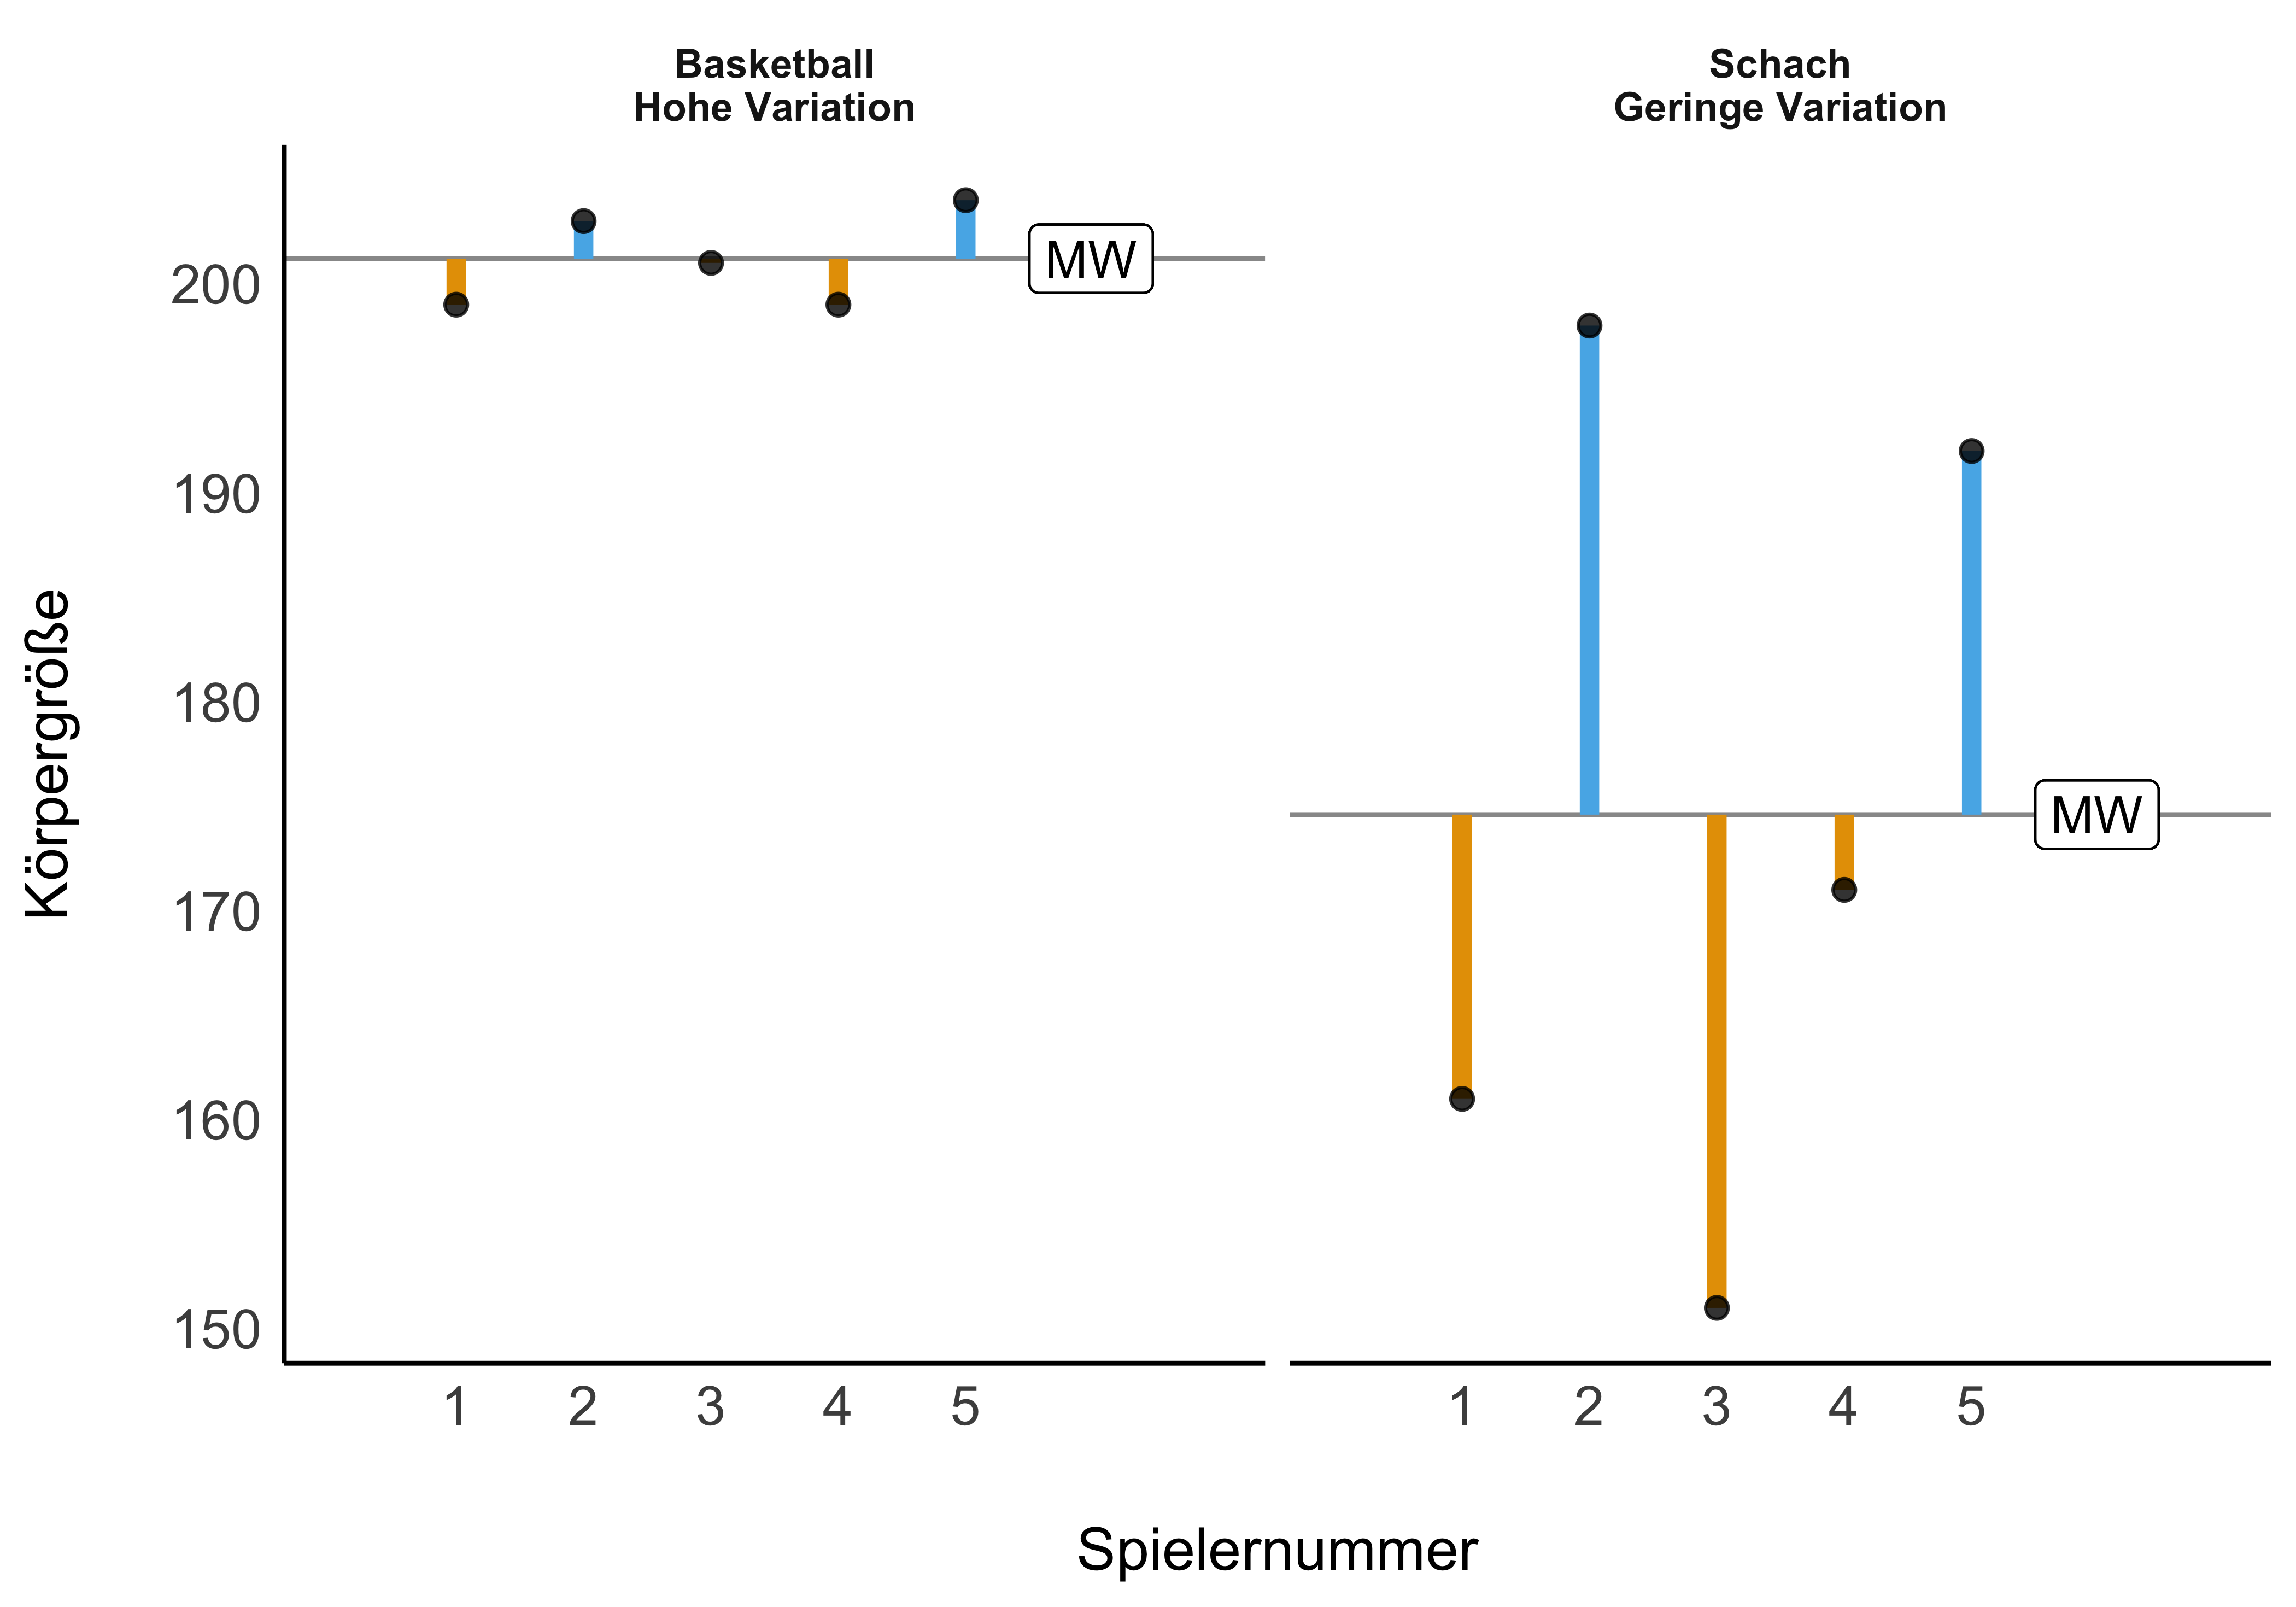 Basketball
Hohe Variation
Schach
Geringe Variation
Körpergröße
200
190
180
170
160
150
MW
MW
1 2 3 4 5
1 2 3 4 5
Spielernummer